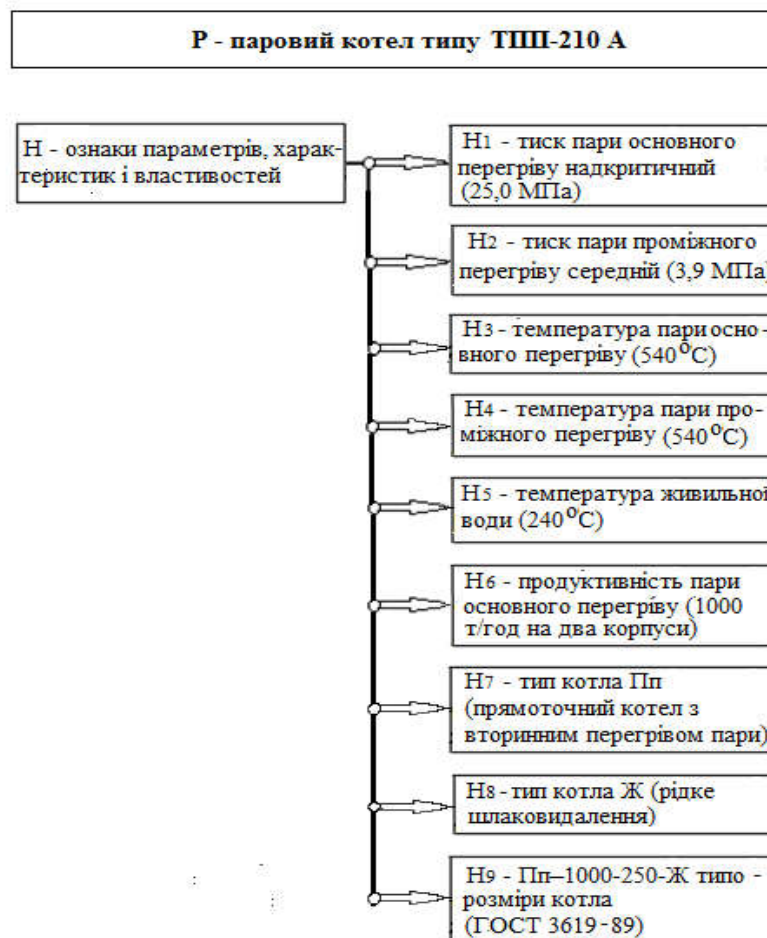 Р - паровий котел типу ТПП-210 А
Н - ознаки параметрів, харак-
теристик і властивостей
Н1 - тиск пари основного
перегріву надкритичний
(25,0 МПа)
Н2 - тиск пари проміжного
перегріву середній (3,9 МПа)
Н3 - температура пари осно-
вного перегріву (540°С)
Н4 - температура пари про-
міжного перегріву (540°С)
Н5 - температура живильної
води (240°С)
Н6 - продуктивність пари
основного перегріву (1000
т/год на два корпуси)
Н7 - тип котла Пп
(прямоточний котел з
вторинним перегрівом пари)
Н8 - тип котла Ж (рідке
шлаковидалення)
Н9 - Пп–1000-250-Ж типо -
розміри котла
(ГОСТ 3619-89)